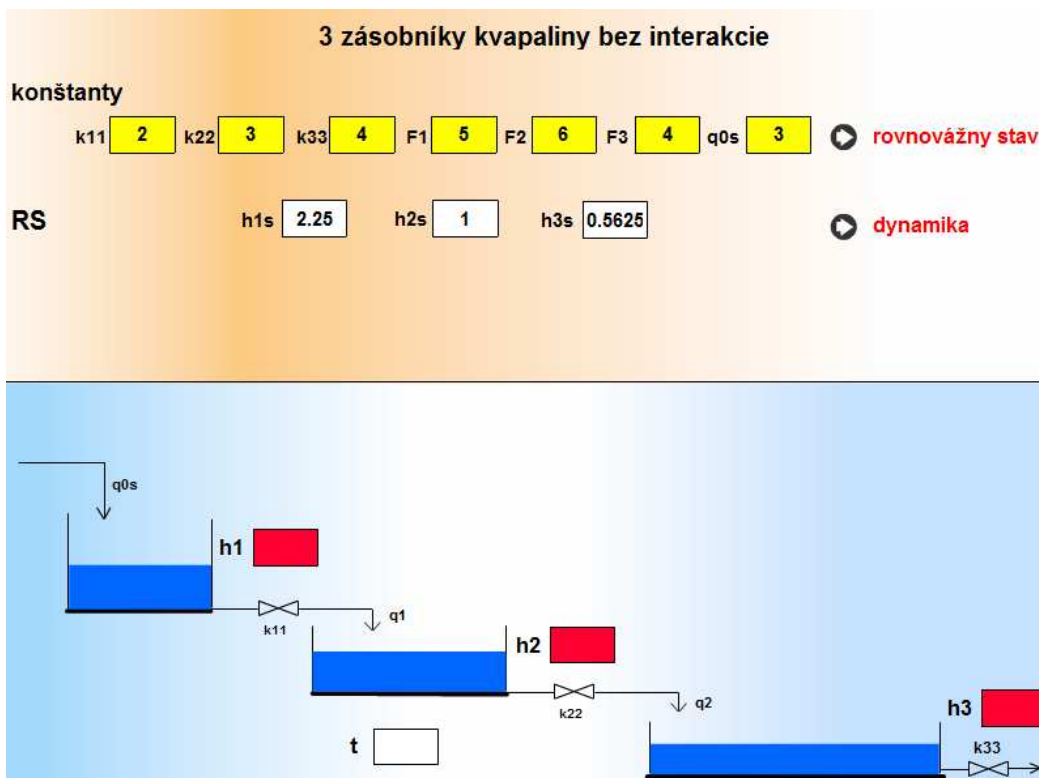 3 zásobníky kvapaliny bez interakcie
konštanty
k11 2 k22 3 k33 4 F1 5 F2 6 F3 4 q0s 3 rovnovážny stav
RS h1s 2.25 h2s 1 h3s 0.5625 dynamika
q0s
h1
k11
q1
h2
k22
q2
h3
k33
t